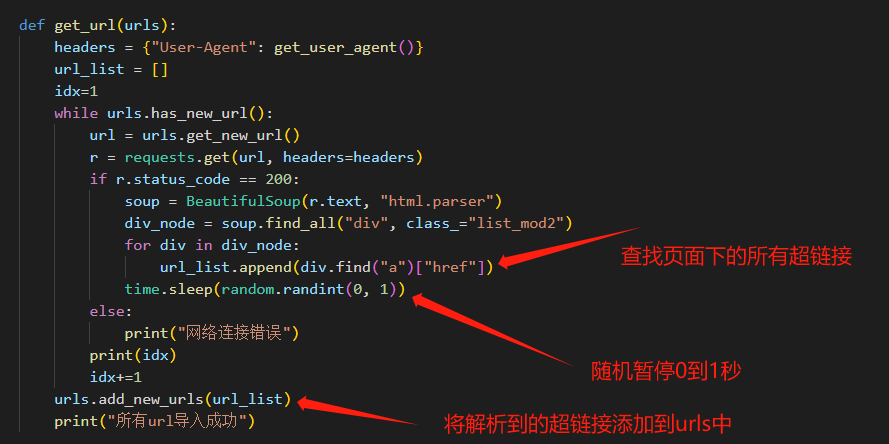 def get_url(urls):
    headers = {"User-Agent": get_user_agent()}
    url_list = []
    idx=1
    while urls.has_new_url():
        url = urls.get_new_url()
        r = requests.get(url, headers=headers)
        if r.status_code == 200:
            soup = BeautifulSoup(r.text, "html.parser")
            div_node = soup.find_all("div", class_="list_mod2")
            for div in div_node:
                url_list.append(div.find("a")["href"])
查找页面下的所有超链接
            time.sleep(random.randint(0, 1))
        else:
            print("网络连接错误")
        print(idx)
随机暂停0到1秒
        idx+=1
    urls.add_new_urls(url_list)
    print("所有url导入成功")
将解析到的超链接添加到urls中